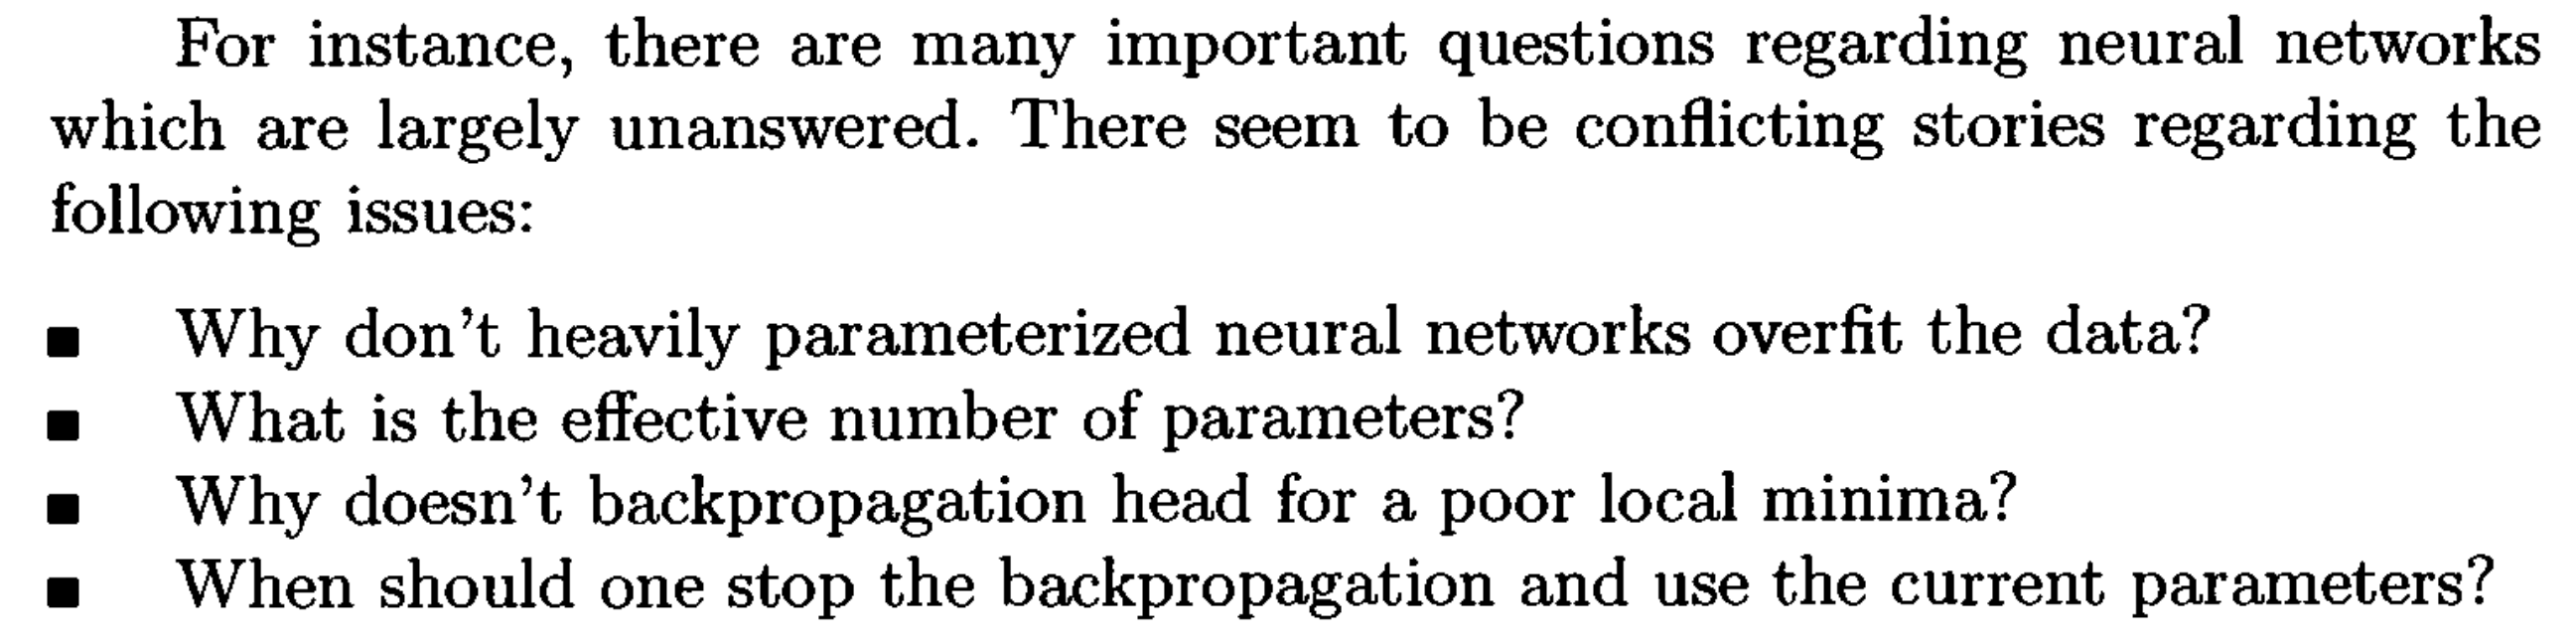 For instance, there are many important questions regarding neural networks
which are largely unanswered. There seem to be conflicting stories regarding the
following issues:
■ Why don't heavily parameterized neural networks overfit the data?
■ What is the effective number of parameters?
■ Why doesn't backpropagation head for a poor local minima?
■ When should one stop the backpropagation and use the current parameters?